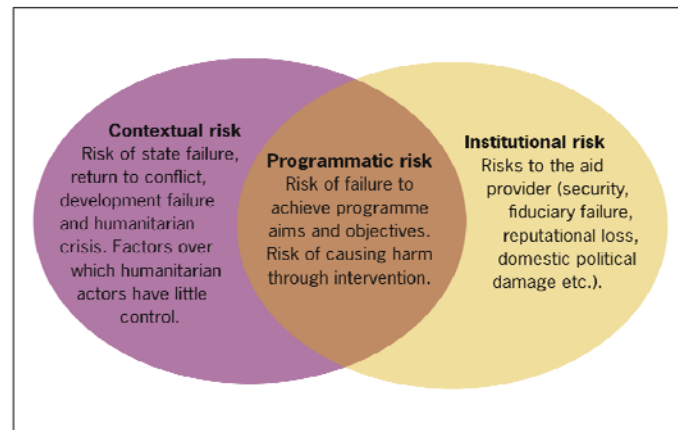 Contextual risk
Risk of state failure,
return to conflict,
development failure
and humanitarian
crisis. Factors over
which humanitarian
actors have little
control.
Programmatic risk
Risk of failure to
achieve programme
aims and objectives.
Risk of causing harm
through intervention.
Institutional risk
Risks to the aid
provider (security,
fiduciary failure,
reputational loss,
domestic political
damage etc.).